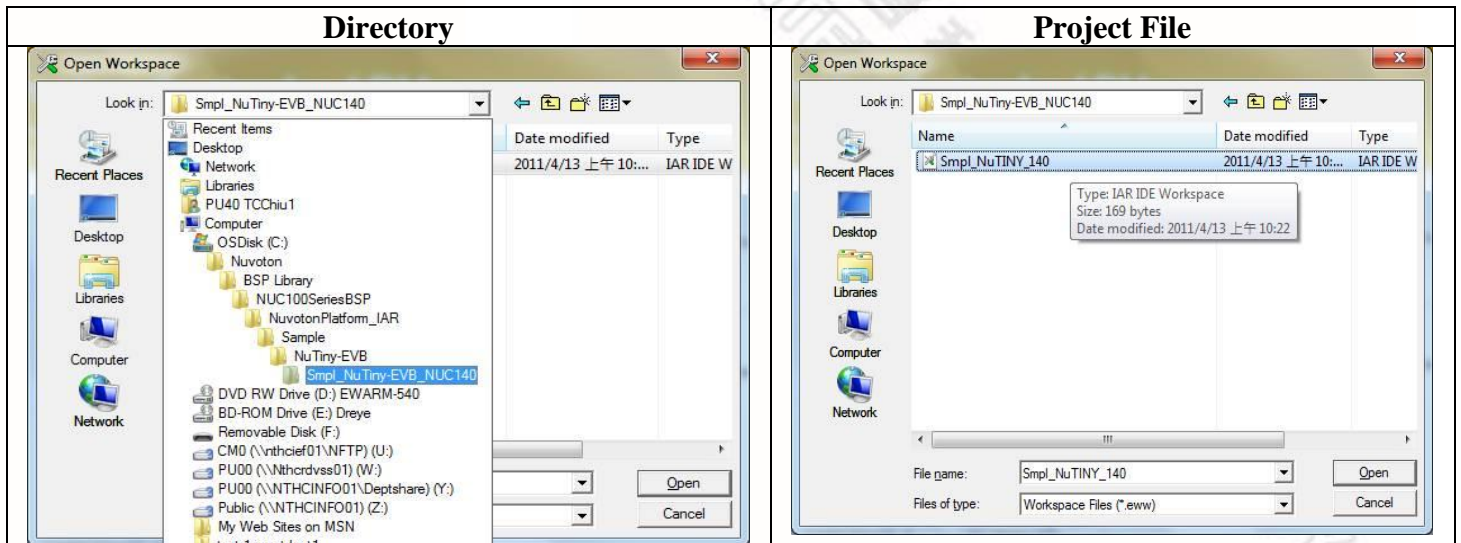 Directory
Project File
Open Workspace
Look in: Smpl_NuTiny-EVB_NUC140
Recent Items
Desktop
Network
Libraries
PU40 TCChiu1
Computer
OSDisk (C:)
Nuvoton
BSP Library
NUC100SeriesBSP
NuvotonPlatform_IAR
Sample
NuTiny-EVB
Smpl_NuTiny-EVB_NUC140
DVD RW Drive (D:) EWARM-540
BD-ROM Drive (E:) Dreye
Removable Disk (F:)
CM0 (\\nthcief01\NFTP) (U:)
PU00 (\\Nthcrdvss01) (W:)
PU00 (\\NTHCINFO01\Deptshare) (Y:)
Public (\\NTHCINFO01) (Z:)
My Web Sites on MSN
Date modified Type
2011/4/13 上午 10:... IAR IDE W
Recent Places
Desktop
Libraries
Computer
Network
Open
Cancel
Open Workspace
Look in: Smpl_NuTiny-EVB_NUC140
Name Date modified Type
Smpl_NuTINY_140 2011/4/13 上午 10:... IAR IDE W
Type: IAR IDE Workspace
Size: 169 bytes
Date modified: 2011/4/13 上午 10:22
Recent Places
Desktop
Libraries
Computer
Network
File name: Smpl_NuTINY_140 Open
Files of type: Workspace Files (*.eww) Cancel